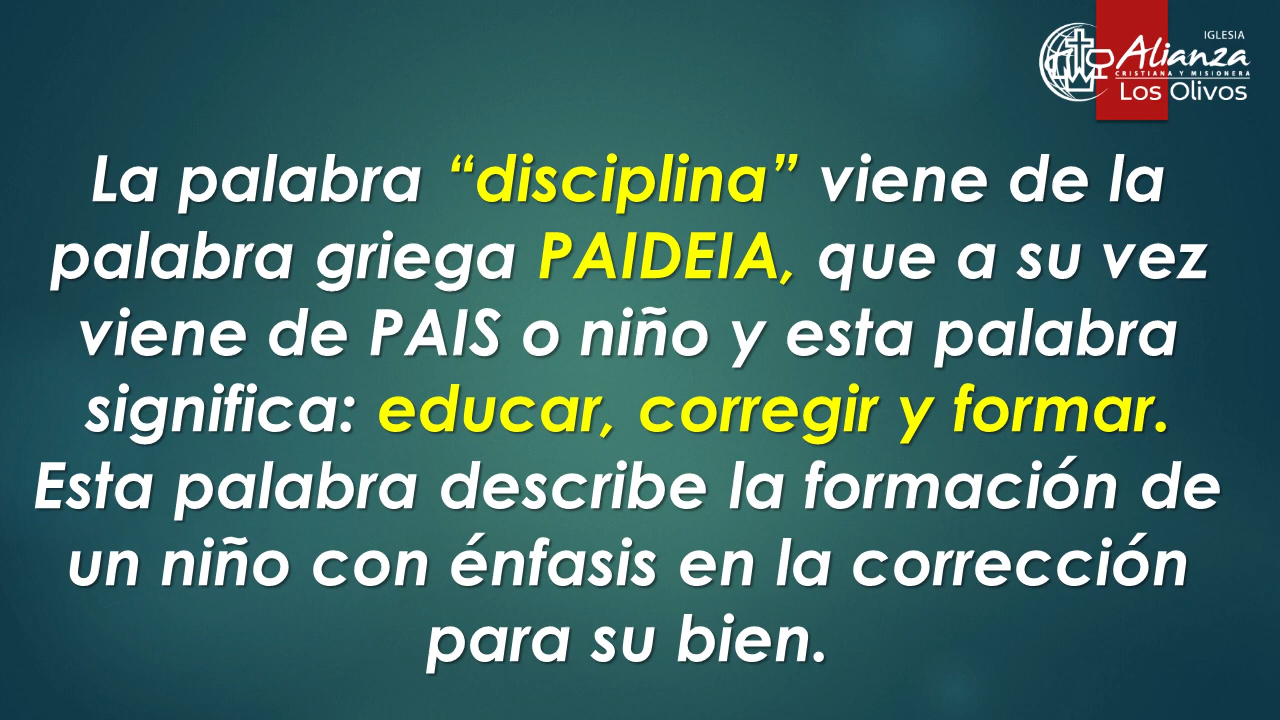 IGLESIA
Alianza
CRISTIANA Y MISIONERA
Los Olivos
La palabra “disciplina” viene de la
palabra griega PAIDEIA, que a su vez
viene de PAIS o niño y esta palabra
significa: educar, corregir y formar.
Esta palabra describe la formación de
un niño con énfasis en la corrección
para su bien.